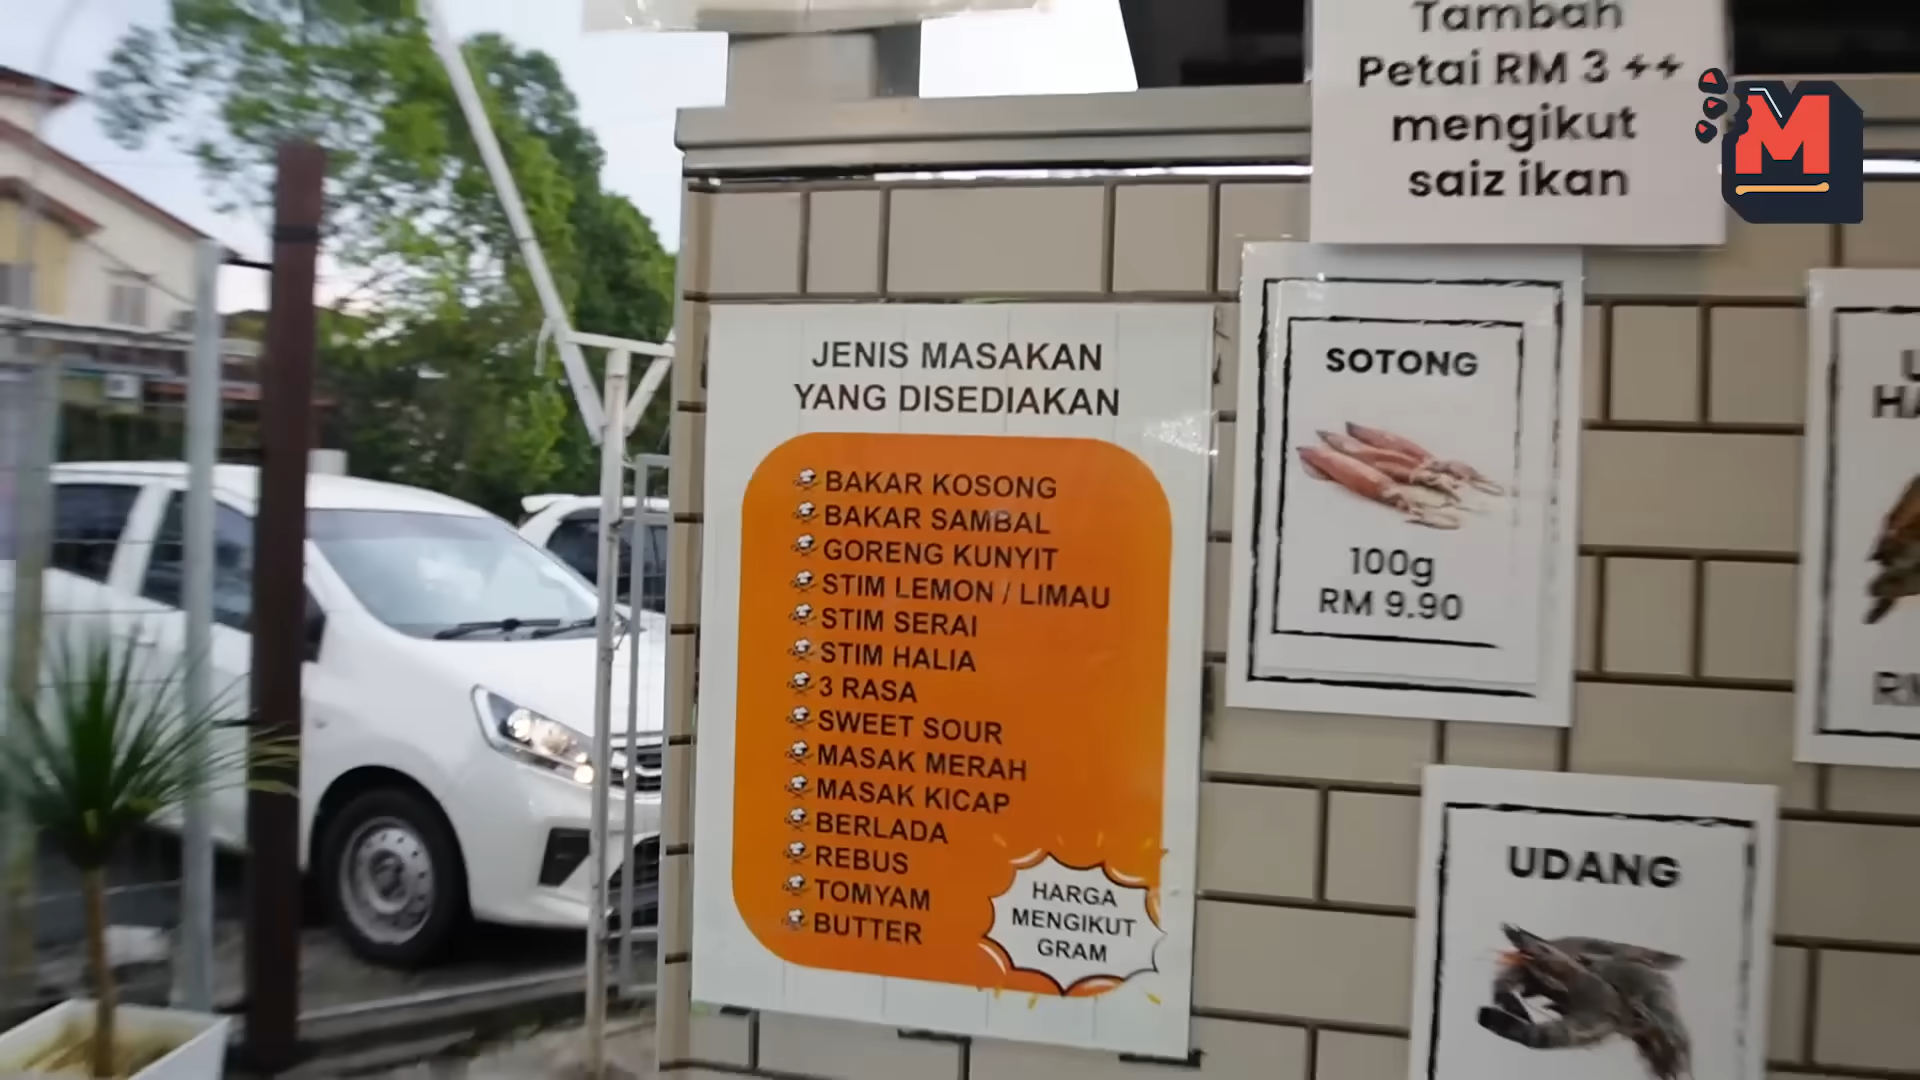 Tambah
Petai RM 3 ++
mengikut
saiz ikan
M
JENIS MASAKAN
YANG DISEDIAKAN
BAKAR KOSONG
BAKAR SAMBAL
GORENG KUNYIT
STIM LEMON / LIMAU
STIM SERAI
STIM HALIA
3 RASA
SWEET SOUR
MASAK MERAH
MASAK KICAP
BERLADA
REBUS
TOMYAM
BUTTER
HARGA
MENGIKUT
GRAM
SOTONG
100g
RM 9.90
UDANG